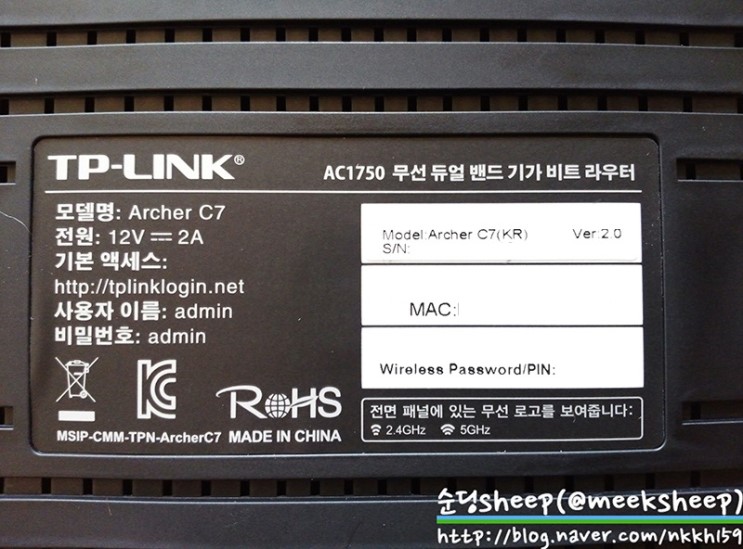 TP-LINK®
AC1750 무선 듀얼 밴드 기가 비트 라우터
모델명: Archer C7
전원: 12V 2A
기본 액세스:
http://tplinklogin.net
사용자 이름: admin
비밀번호: admin
Model:Archer C7(KR) Ver:2.0
S/N:
MAC:
Wireless Password/PIN:
RoHS
MSIP-CMM-TPN-ArcherC7 MADE IN CHINA
전면 패널에 있는 무선 로고를 보여줍니다:
2.4GHz 5GHz
순딩sheep(@meeksheep)
http://blog.naver.com/nkkh159